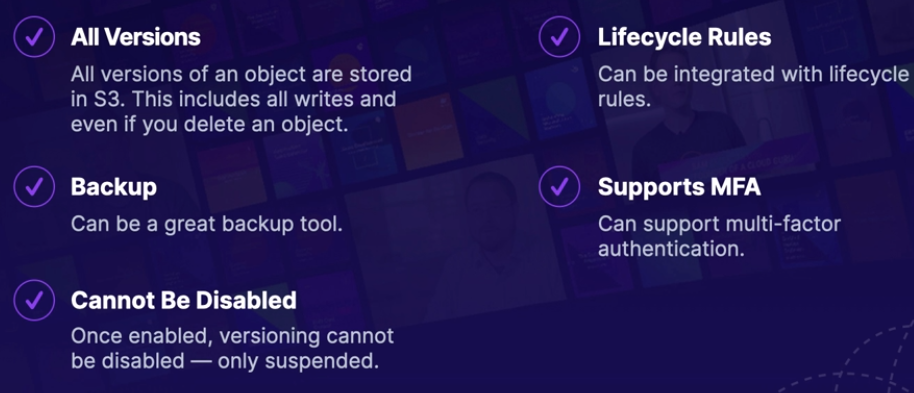 All Versions
All versions of an object are stored
in S3. This includes all writes and
even if you delete an object.
Backup
Can be a great backup tool.
Cannot Be Disabled
Once enabled, versioning cannot
be disabled — only suspended.
Lifecycle Rules
Can be integrated with lifecycle
rules.
Supports MFA
Can support multi-factor
authentication.